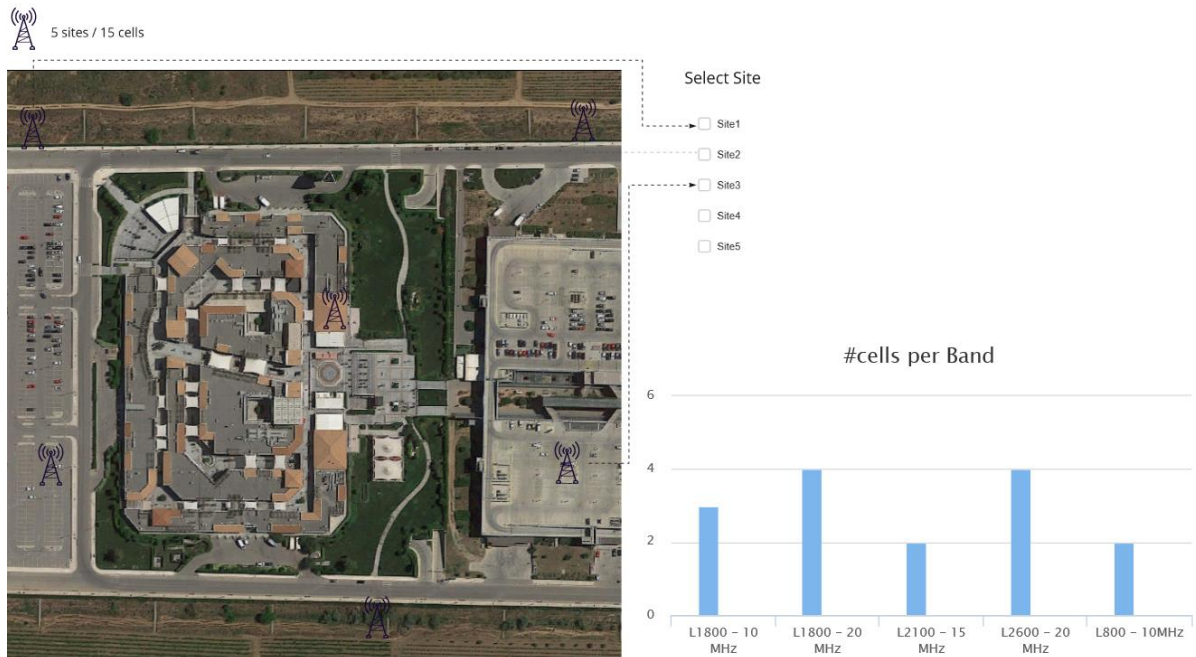 5 sites / 15 cells
Select Site
Site1
Site2
Site3
Site4
Site5
#cells per Band
6
4
2
0
L1800 – 10 MHz
L1800 – 20 MHz
L2100 – 15 MHz
L2600 – 20 MHz
L800 – 10MHz